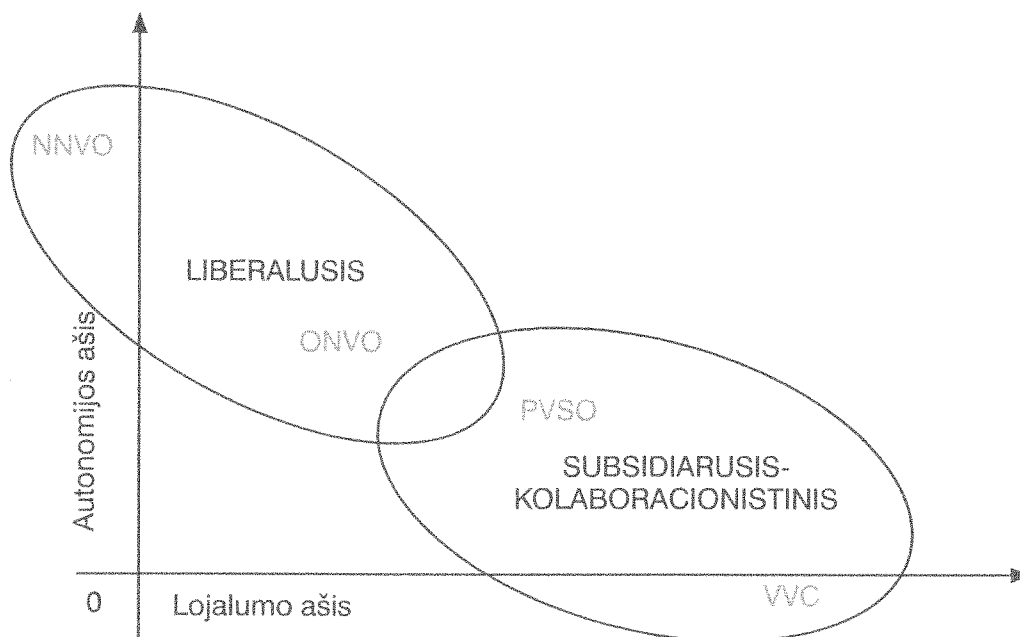 NNVO
LIBERALUSIS
ONVO
Autonomijos ašis
PVSO
SUBSIDIARUSIS-
KOLABORACIONISTINIS
VVC
0
Lojalumo ašis